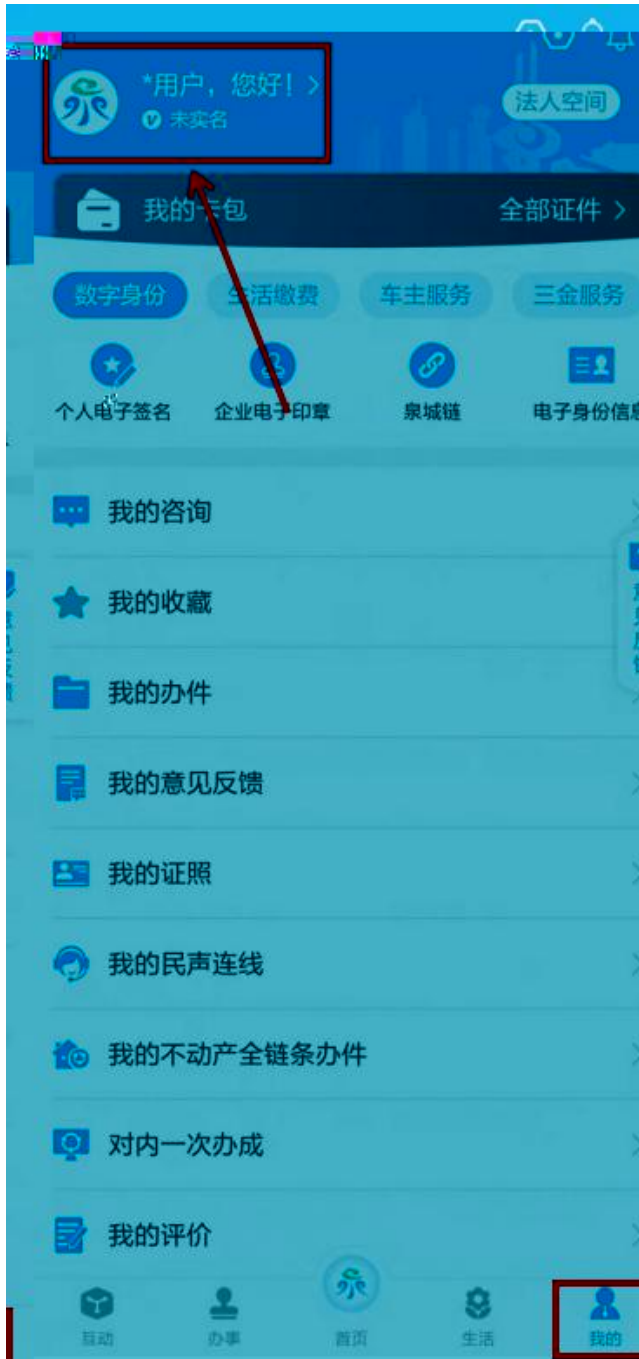 *用户，您好！>
未实名
法人空间
我的卡包 全部证件 >
数字身份 生活缴费 车主服务 三金服务
个人电子签名 企业电子印章 泉城链 电子身份信息
我的咨询
我的收藏
我的办件
我的意见反馈
我的证照
我的民声连线
我的不动产全链条办件
对内一次办成
我的评价
互动 办事 首页 生活 我的
意见反馈